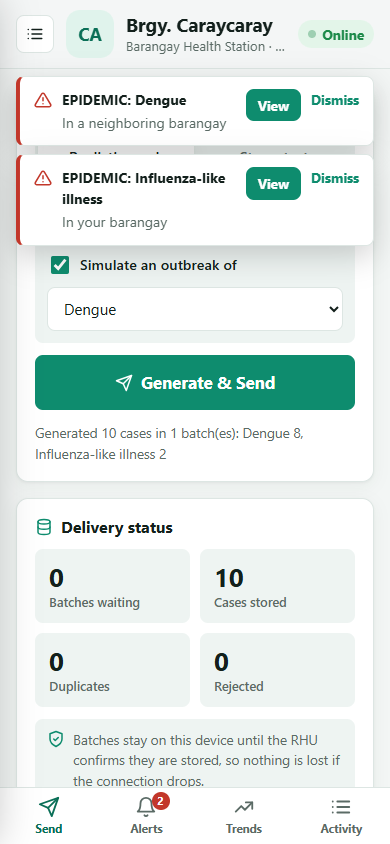 CA
Brgy. Caraycaray
Barangay Health Station · ...
Online
EPIDEMIC: Dengue
In a neighboring barangay
View
Dismiss
EPIDEMIC: Influenza-like
illness
In your barangay
View
Dismiss
Simulate an outbreak of
Dengue
Generate & Send
Generated 10 cases in 1 batch(es): Dengue 8,
Influenza-like illness 2
Delivery status
0
Batches waiting
10
Cases stored
0
Duplicates
0
Rejected
Batches stay on this device until the RHU
confirms they are stored, so nothing is lost if
the connection drops.
2
Send
Alerts
Trends
Activity